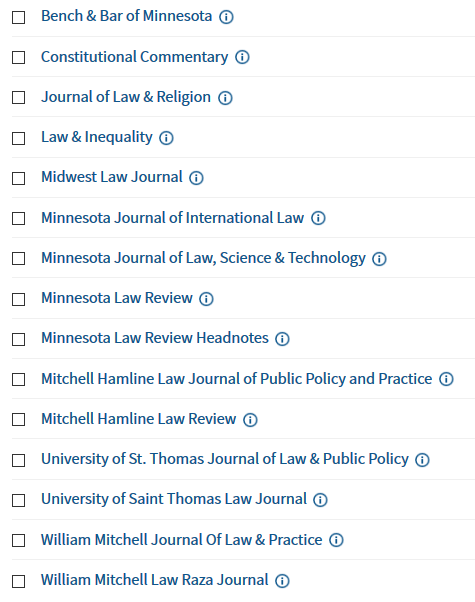 Bench & Bar of Minnesota
Constitutional Commentary
Journal of Law & Religion
Law & Inequality
Midwest Law Journal
Minnesota Journal of International Law
Minnesota Journal of Law, Science & Technology
Minnesota Law Review
Minnesota Law Review Headnotes
Mitchell Hamline Law Journal of Public Policy and Practice
Mitchell Hamline Law Review
University of St. Thomas Journal of Law & Public Policy
University of Saint Thomas Law Journal
William Mitchell Journal Of Law & Practice
William Mitchell Law Raza Journal